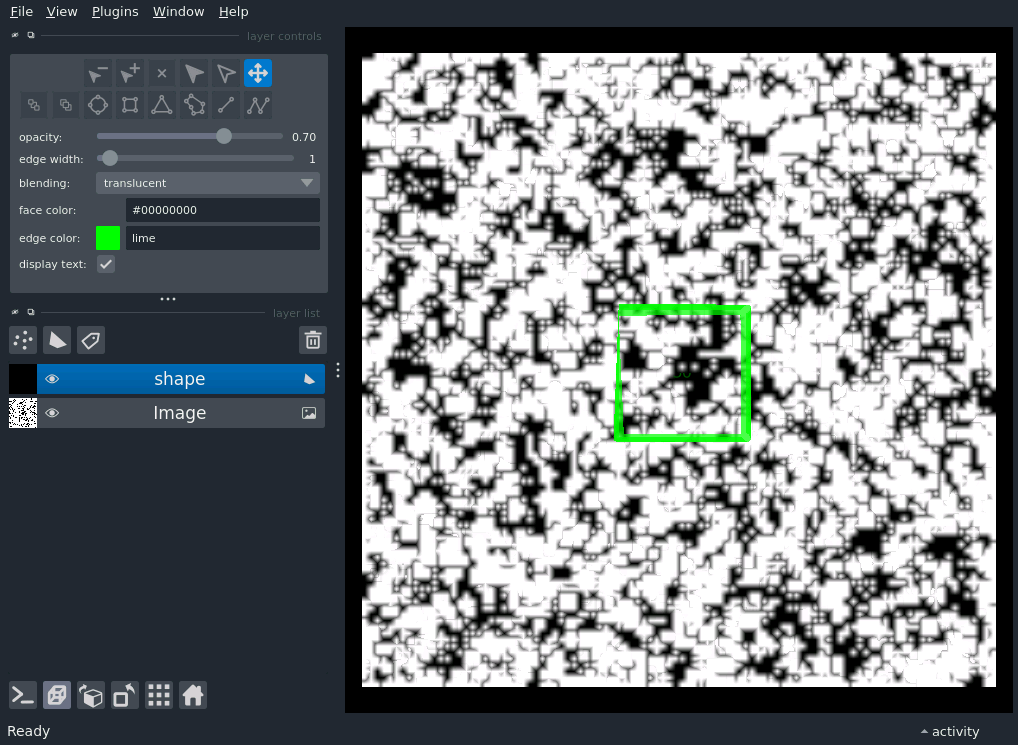 File View Plugins Window Help
layer controls
opacity: 0.70
edge width: 1
blending: translucent
face color: #00000000
edge color: lime
display text:
layer list
shape
Image
Ready
activity